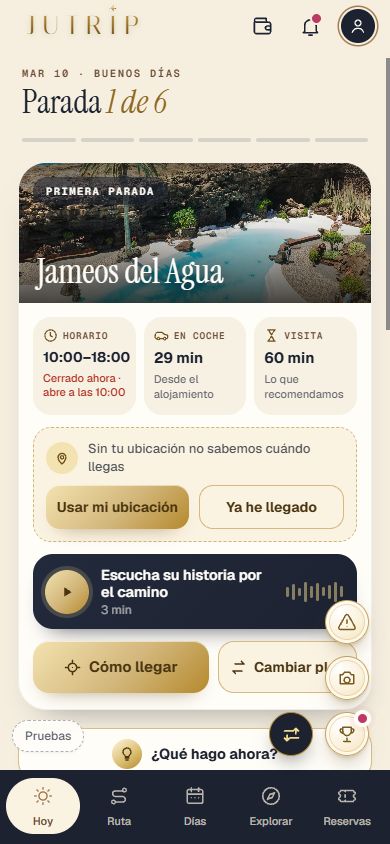 JUTRIP
MAR 10 · BUENOS DÍAS
Parada 1 de 6
PRIMERA PARADA
Jameos del Agua
HORARIO
10:00–18:00
Cerrado ahora ·
abre a las 10:00
EN COCHE
29 min
Desde el
alojamiento
VISITA
60 min
Lo que
recomendamos
Sin tu ubicación no sabemos cuándo
llegas
Usar mi ubicación
Ya he llegado
Escucha su historia por
el camino
3 min
Cómo llegar
Cambiar pl
Pruebas
¿Qué hago ahora?
Hoy
Ruta
Días
Explorar
Reservas